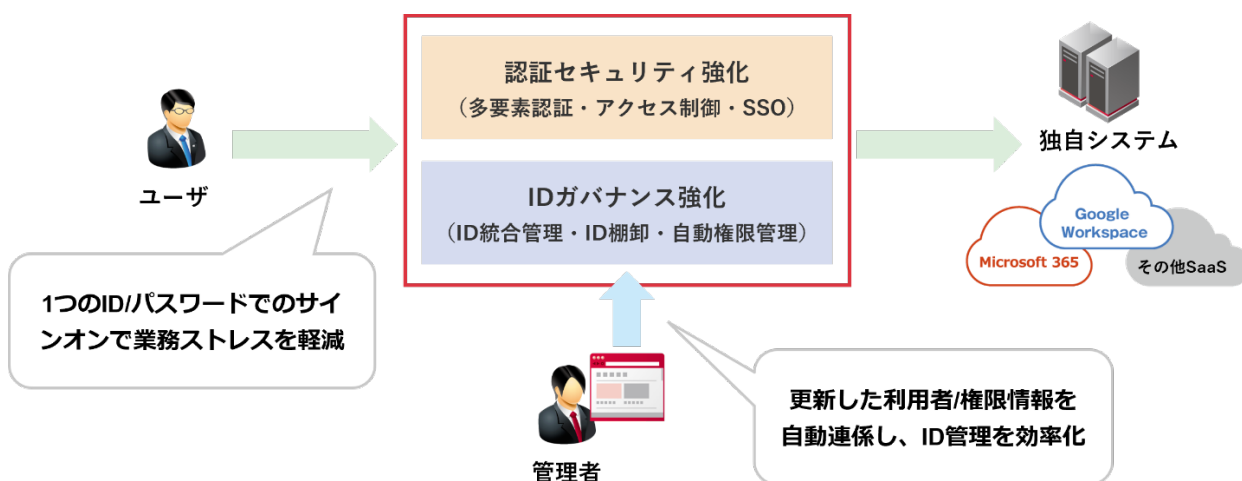 認証セキュリティ強化
（多要素認証・アクセス制御・SSO）
ユーザ
独自システム
IDガバナンス強化
（ID統合管理・ID棚卸・自動権限管理）
Google
Workspace
Microsoft 365
その他SaaS
1つのID/パスワードでのサイ
ンオンで業務ストレスを軽減
更新した利用者/権限情報を
自動連係し、ID管理を効率化
管理者